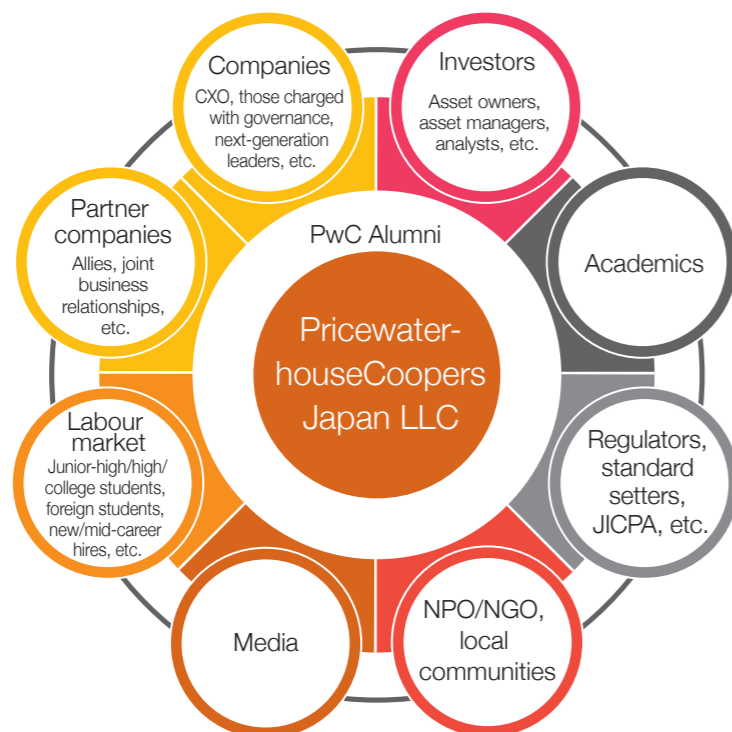 Companies
CXO, those charged
with governance,
next-generation
leaders, etc.
Investors
Asset owners,
asset managers,
analysts, etc.
Partner
companies
Allies, joint
business
relationships,
etc.
PwC Alumni
Academics
Pricewater-
houseCoopers
Japan LLC
Labour
market
Junior-high/high/
college students,
foreign students,
new/mid-career
hires, etc.
Regulators,
standard
setters,
JICPA, etc.
Media
NPO/NGO,
local
communities